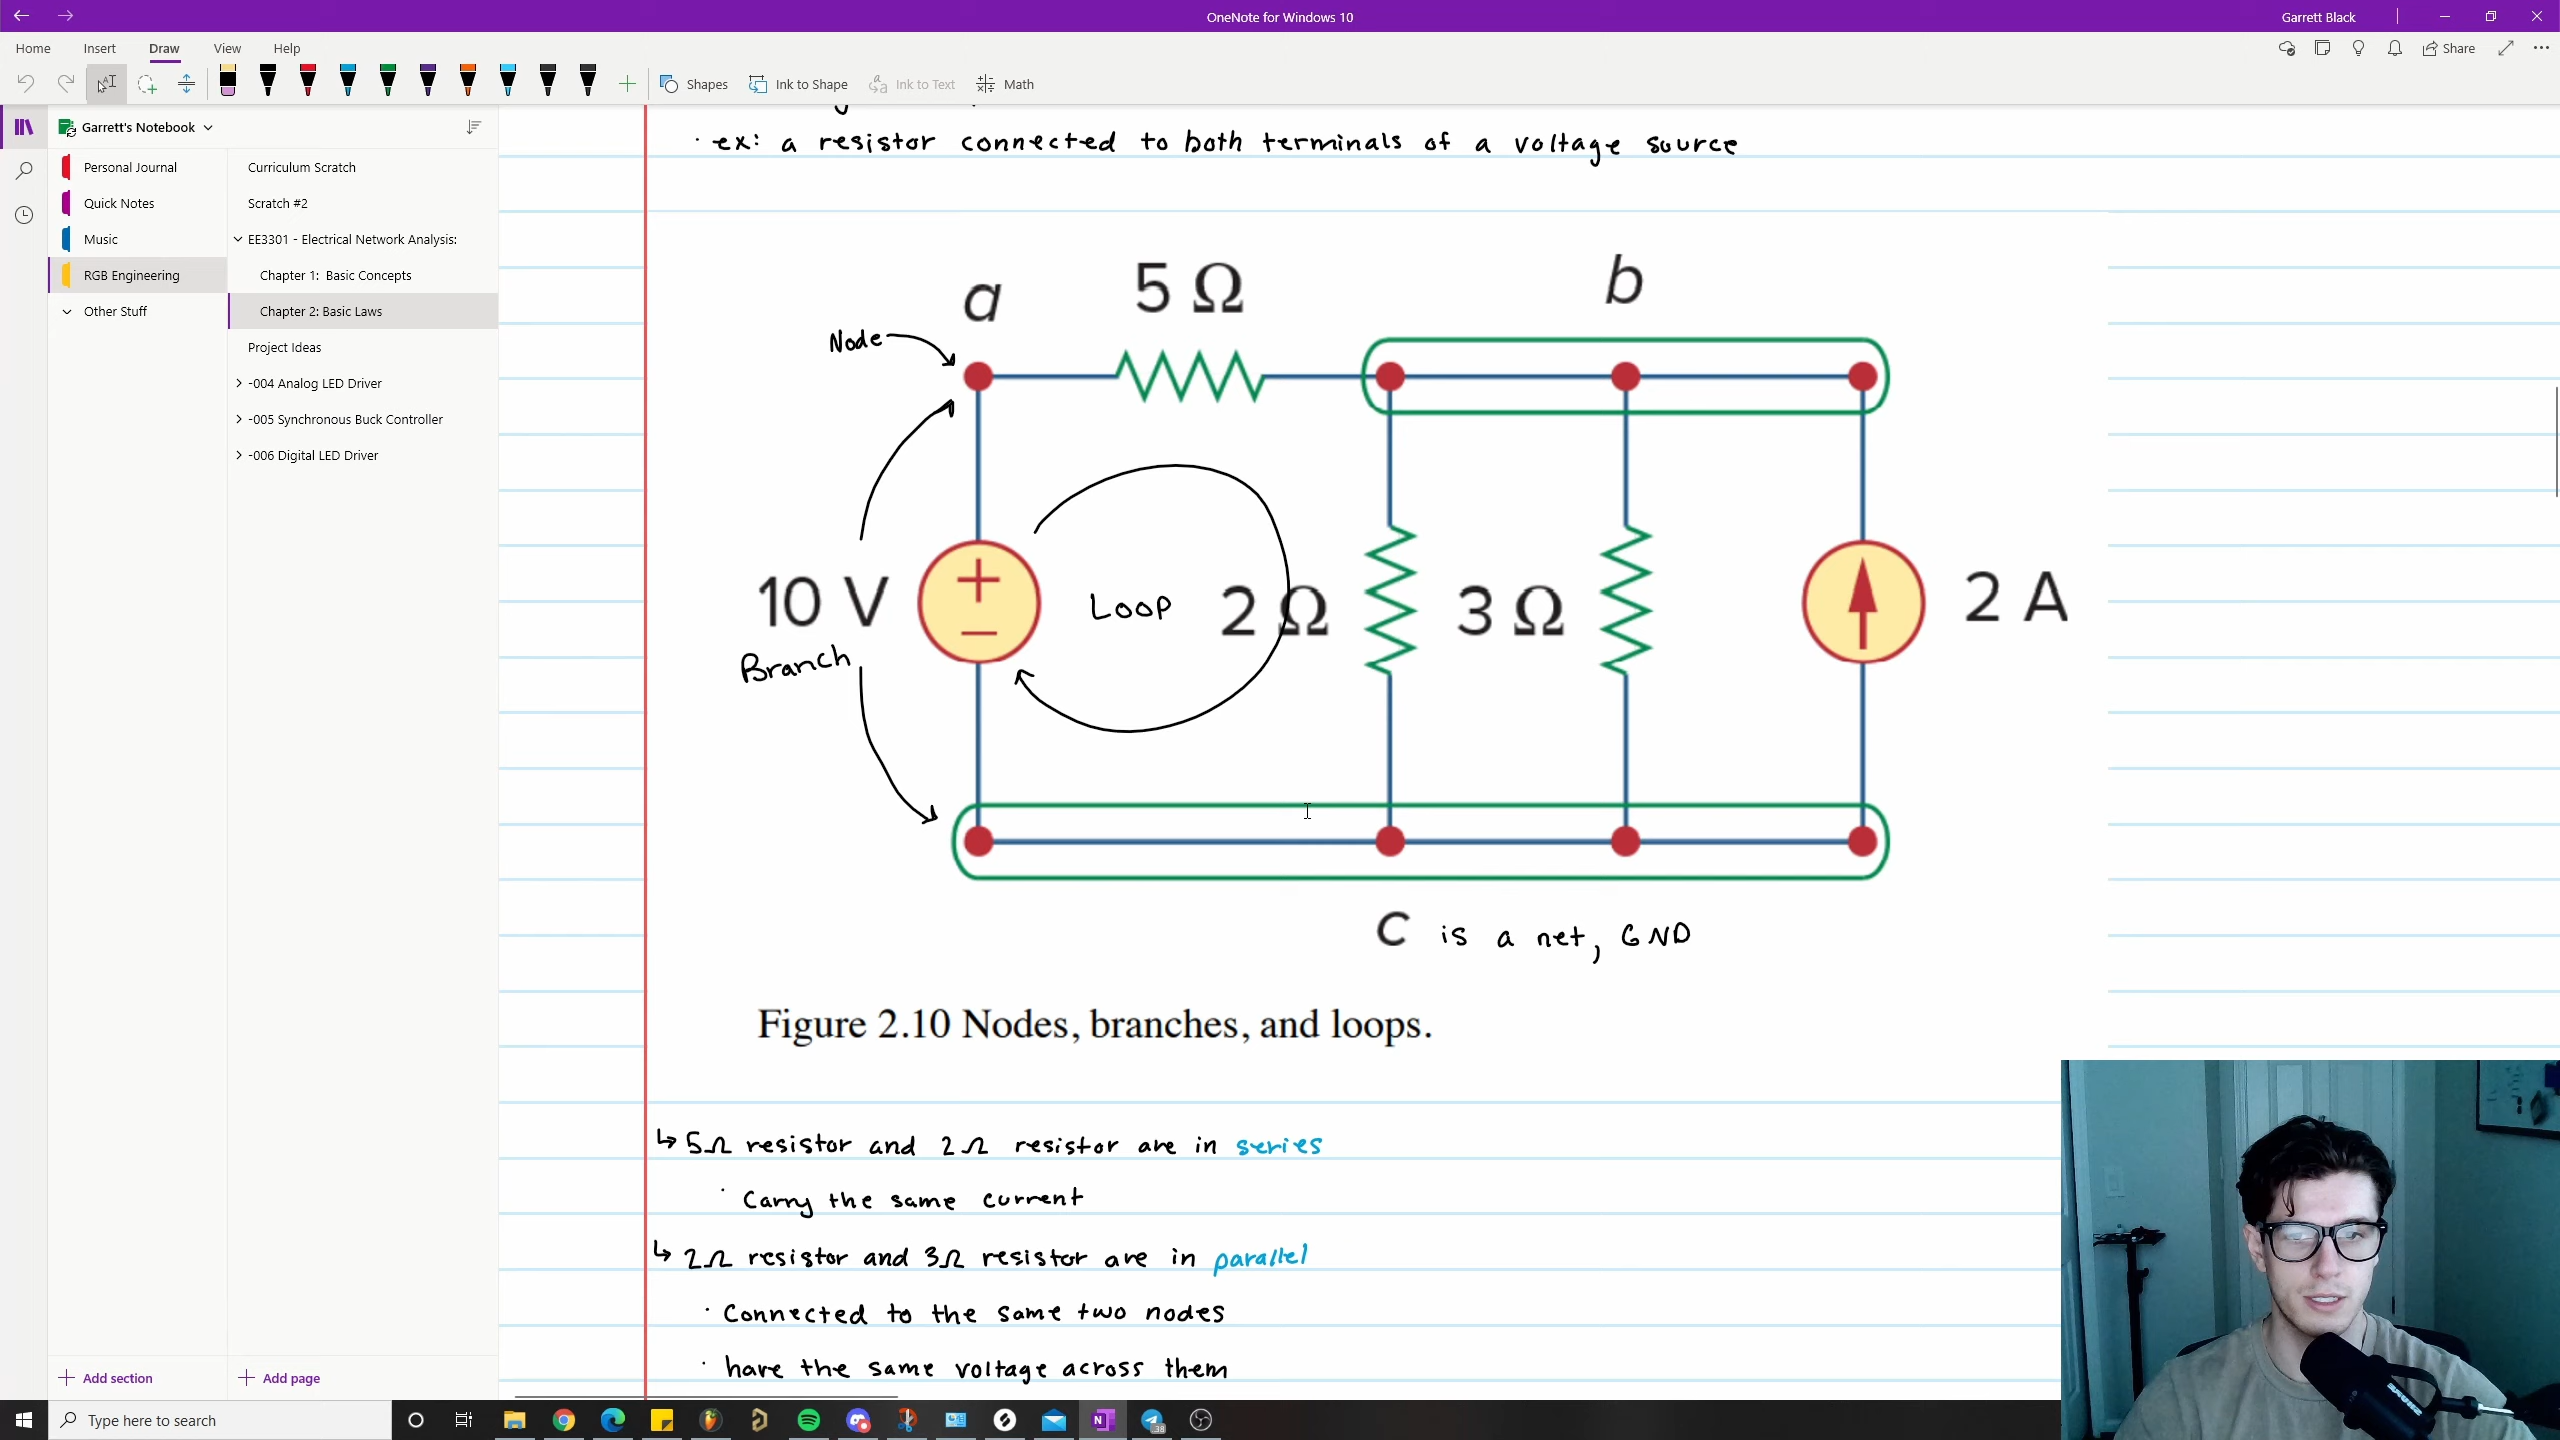 OneNote for Windows 10
Garrett Black
Home Insert Draw View Help
Share
Shapes Ink to Shape Ink to Text Math
Garrett's Notebook
Personal Journal
Quick Notes
Music
RGB Engineering
Other Stuff
Curriculum Scratch
Scratch #2
EE3301 - Electrical Network Analysis:
Chapter 1: Basic Concepts
Chapter 2: Basic Laws
Project Ideas
-004 Analog LED Driver
-005 Synchronous Buck Controller
-006 Digital LED Driver
· ex: a resistor connected to both terminals of a voltage source
a 5 Ω b
Node
10 V + − Loop 2 Ω 3 Ω 2 A
Branch
c is a net, GND
Figure 2.10 Nodes, branches, and loops.
↳ 5Ω resistor and 2Ω resistor are in series
· Carry the same current
↳ 2Ω resistor and 3Ω resistor are in parallel
· Connected to the same two nodes
· have the same voltage across them
Add section Add page
Type here to search